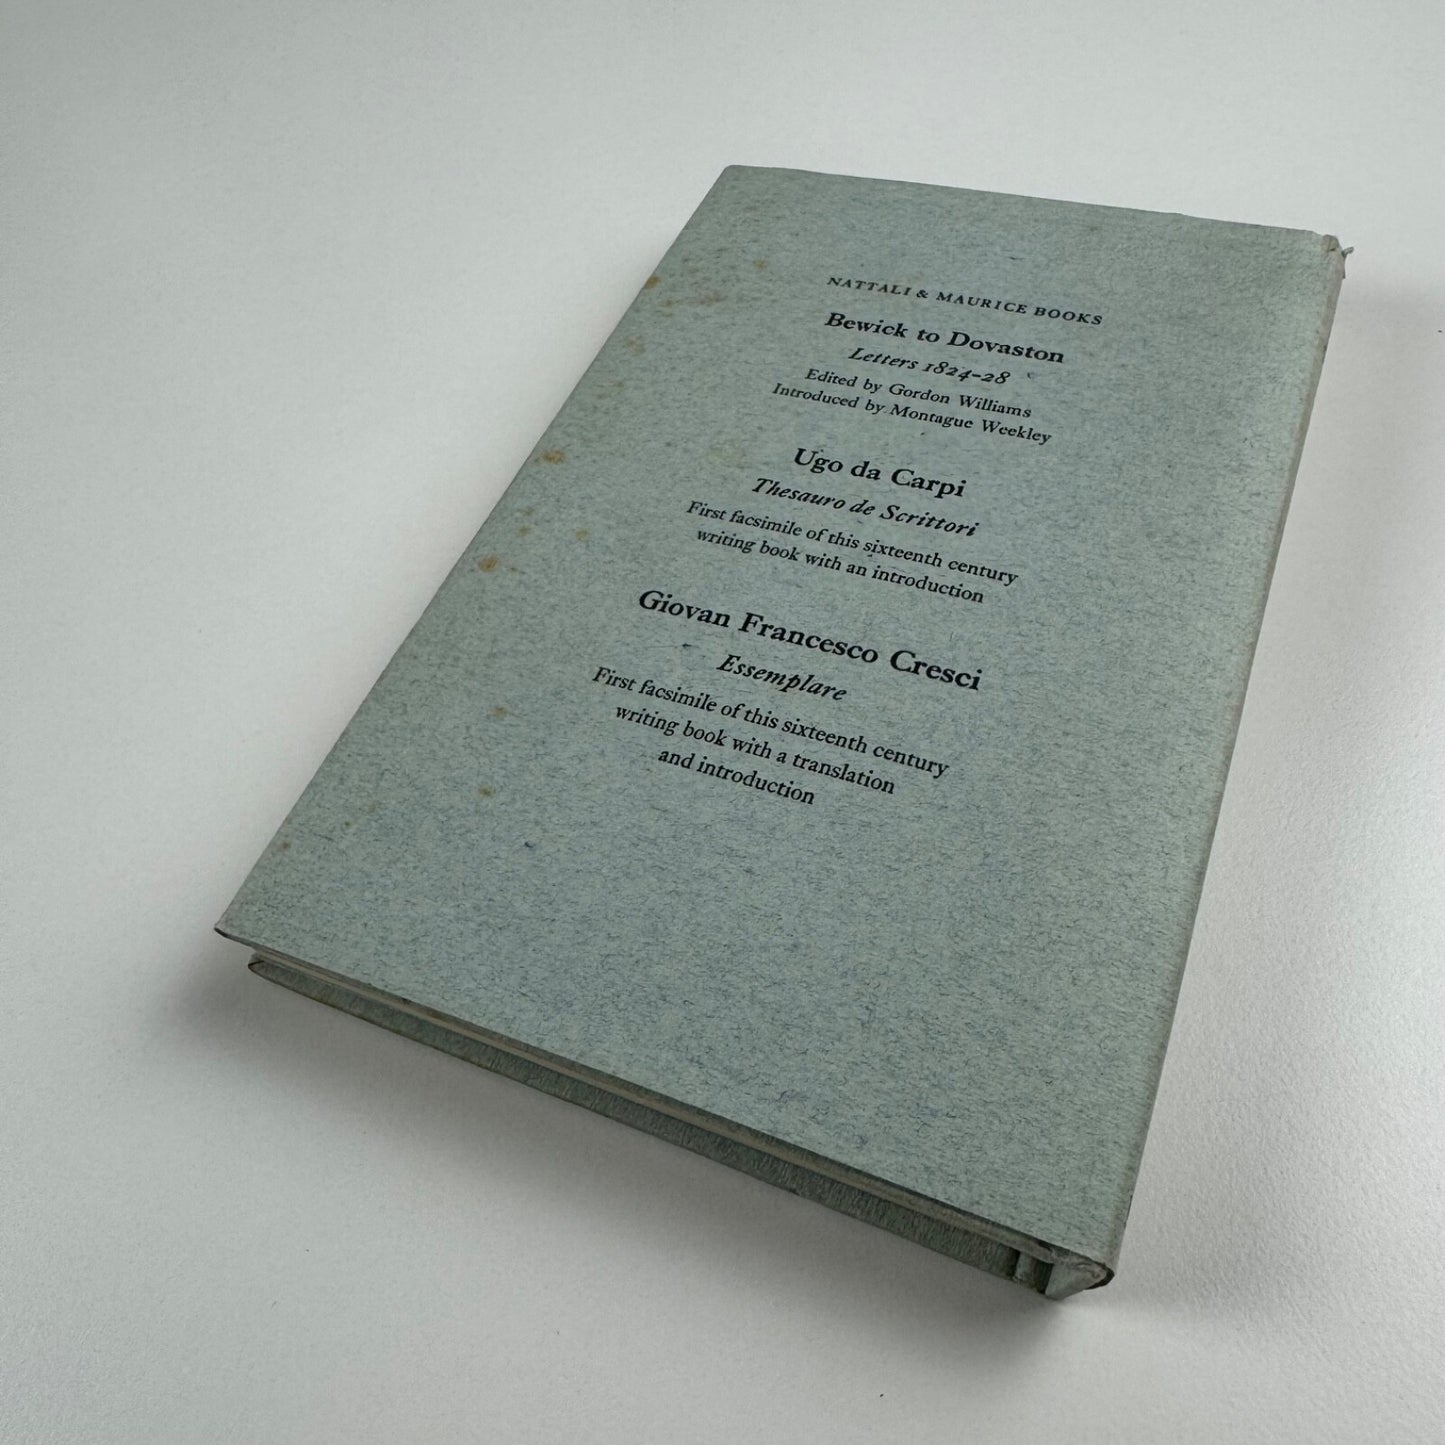 NATTALI & MAURICE BOOKS
Bewick to Dovaston
Letters 1824–28
Edited by Gordon Williams
Introduced by Montague Weekley
Ugo da Carpi
Thesauro de Scrittori
First facsimile of this sixteenth century
writing book with an introduction
Giovan Francesco Cresci
Essemplare
First facsimile of this sixteenth century
writing book with a translation
and introduction